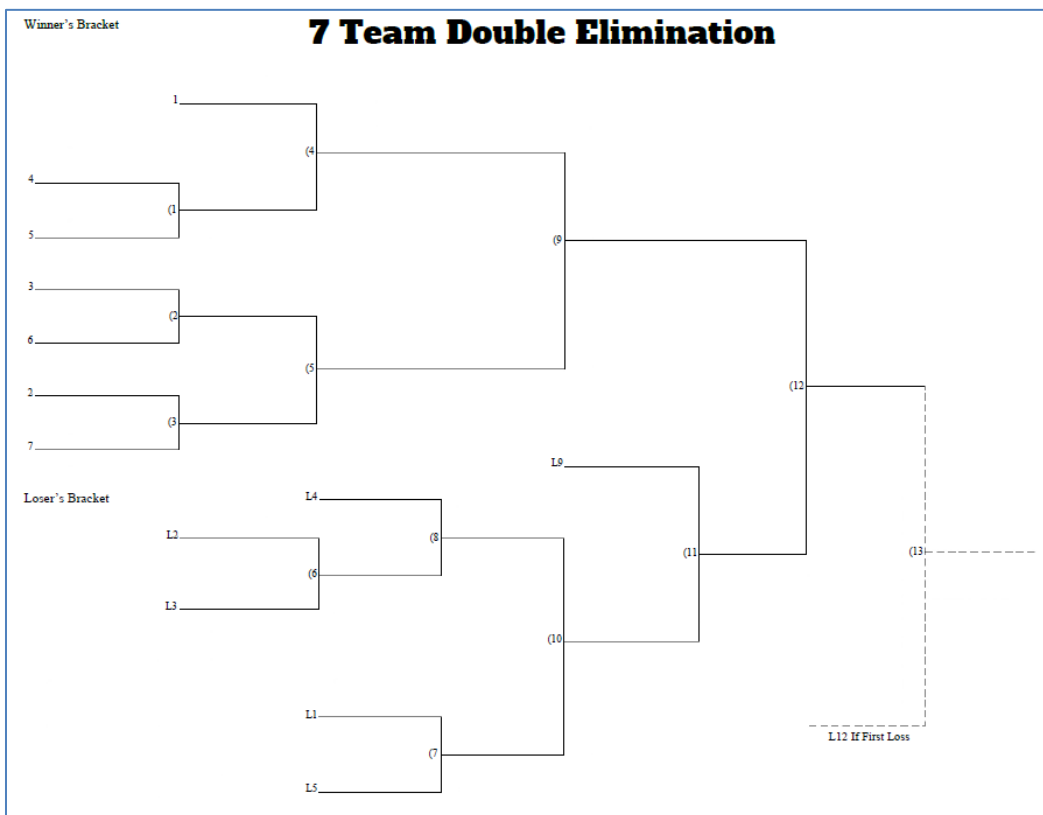 Winner's Bracket
7 Team Double Elimination
1
(4
4
(1
5
(9
3
(2
6
(5
2
(12
(3
7
L9
Loser's Bracket
L4
L2
(8
(11
(13
(6
L3
(10
L1
L12 If First Loss
(7
L5